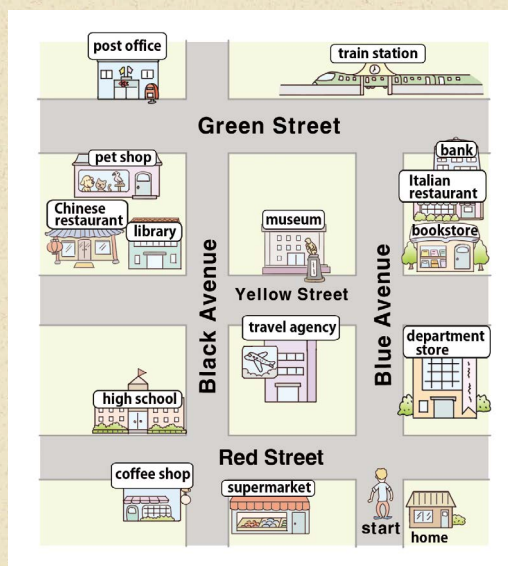 post office
train station
Green Street
pet shop
bank
Italian
restaurant
Chinese
restaurant
library
museum
bookstore
Black Avenue
Blue Avenue
Yellow Street
travel agency
department
store
high school
Red Street
coffee shop
supermarket
start
home